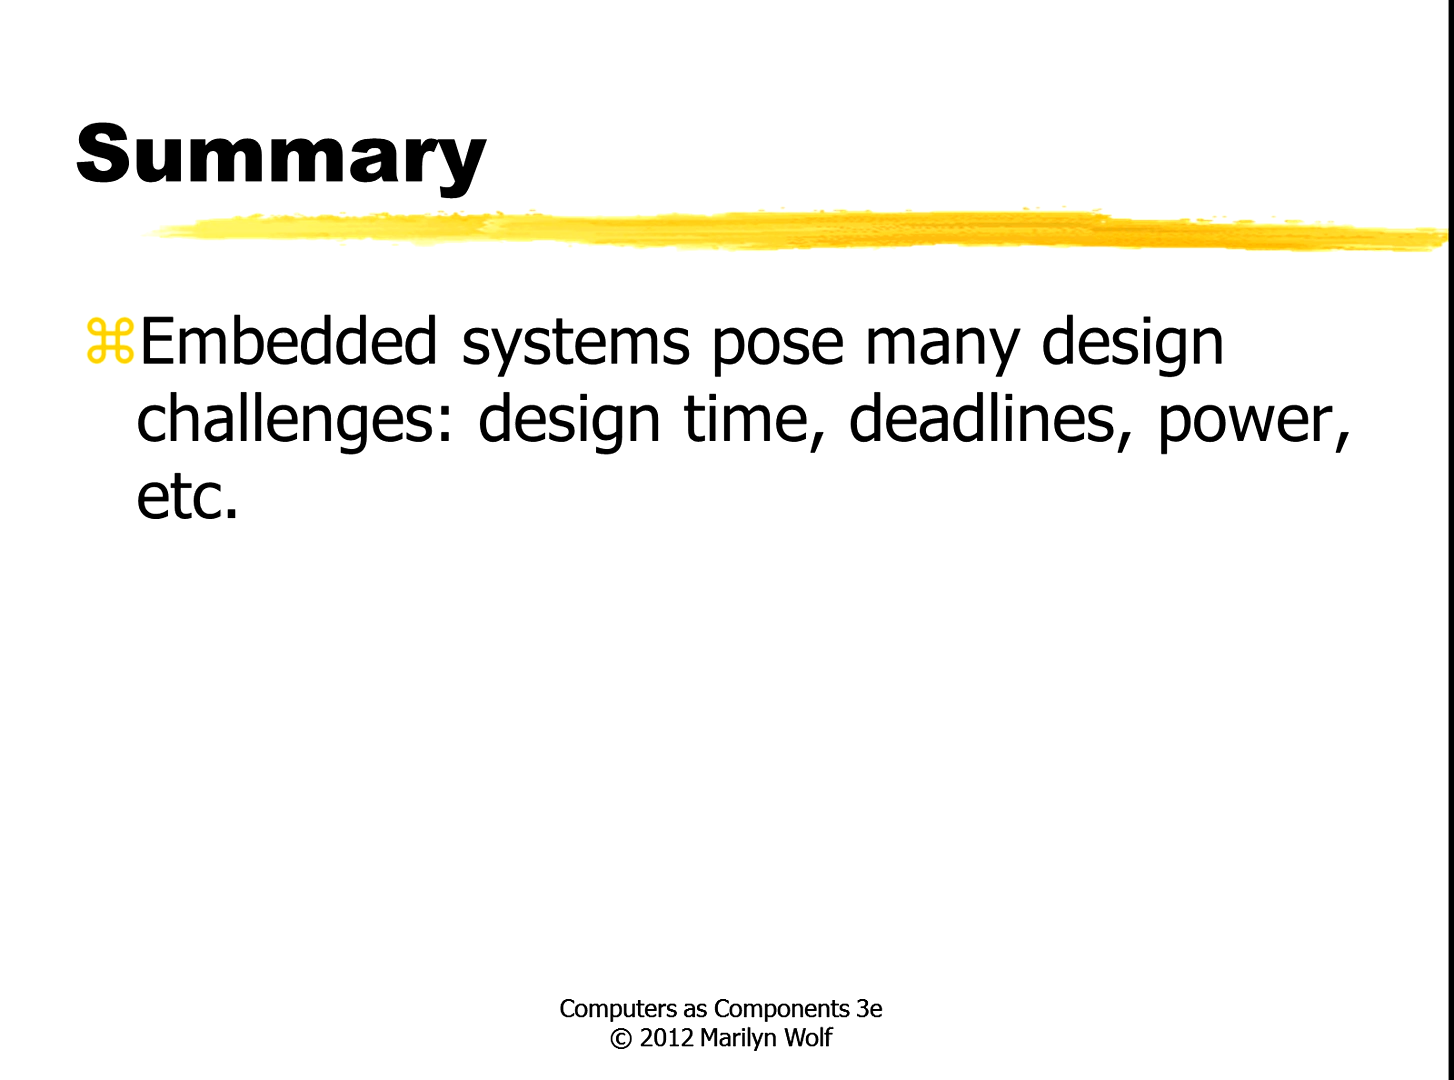 Summary
⌘Embedded systems pose many design
challenges: design time, deadlines, power,
etc.
Computers as Components 3e
© 2012 Marilyn Wolf